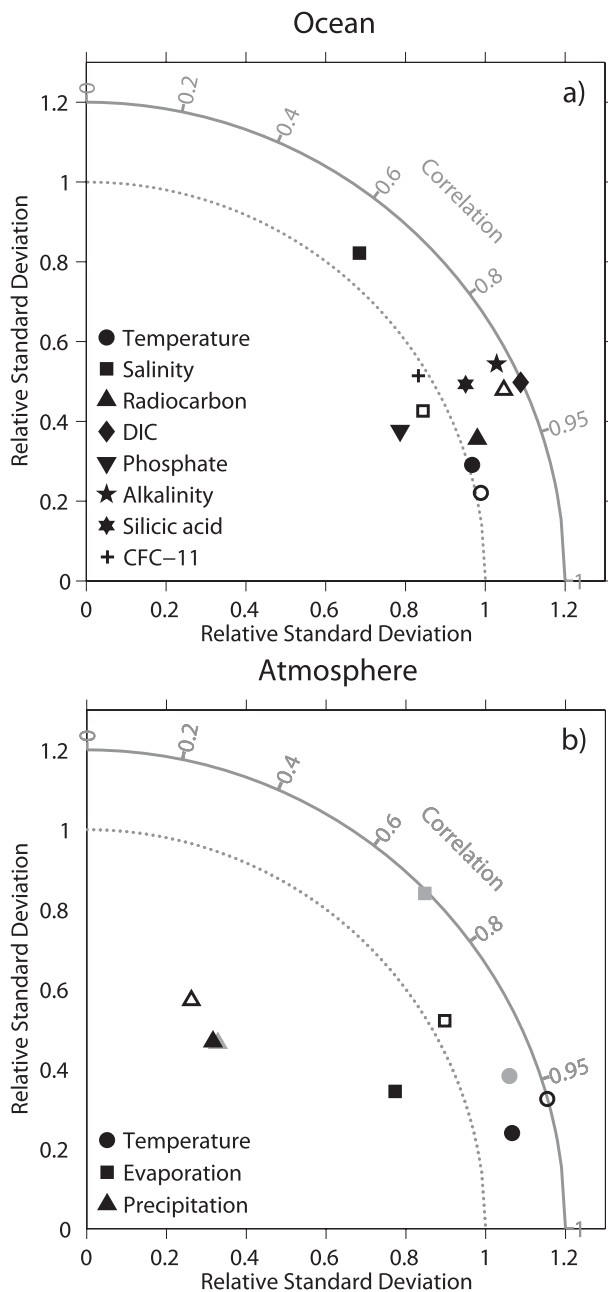 Ocean
a)
0
0.2
0.4
0.6
Correlation
0.8
0.95
1
1.2
1
0.8
0.6
0.4
0.2
0
Relative Standard Deviation
Temperature
Salinity
Radiocarbon
DIC
Phosphate
Alkalinity
Silicic acid
CFC−11
0 0.2 0.4 0.6 0.8 1 1.2
Relative Standard Deviation
Atmosphere
b)
0
0.2
0.4
0.6
Correlation
0.8
0.95
1
1.2
1
0.8
0.6
0.4
0.2
0
Relative Standard Deviation
Temperature
Evaporation
Precipitation
0 0.2 0.4 0.6 0.8 1 1.2
Relative Standard Deviation